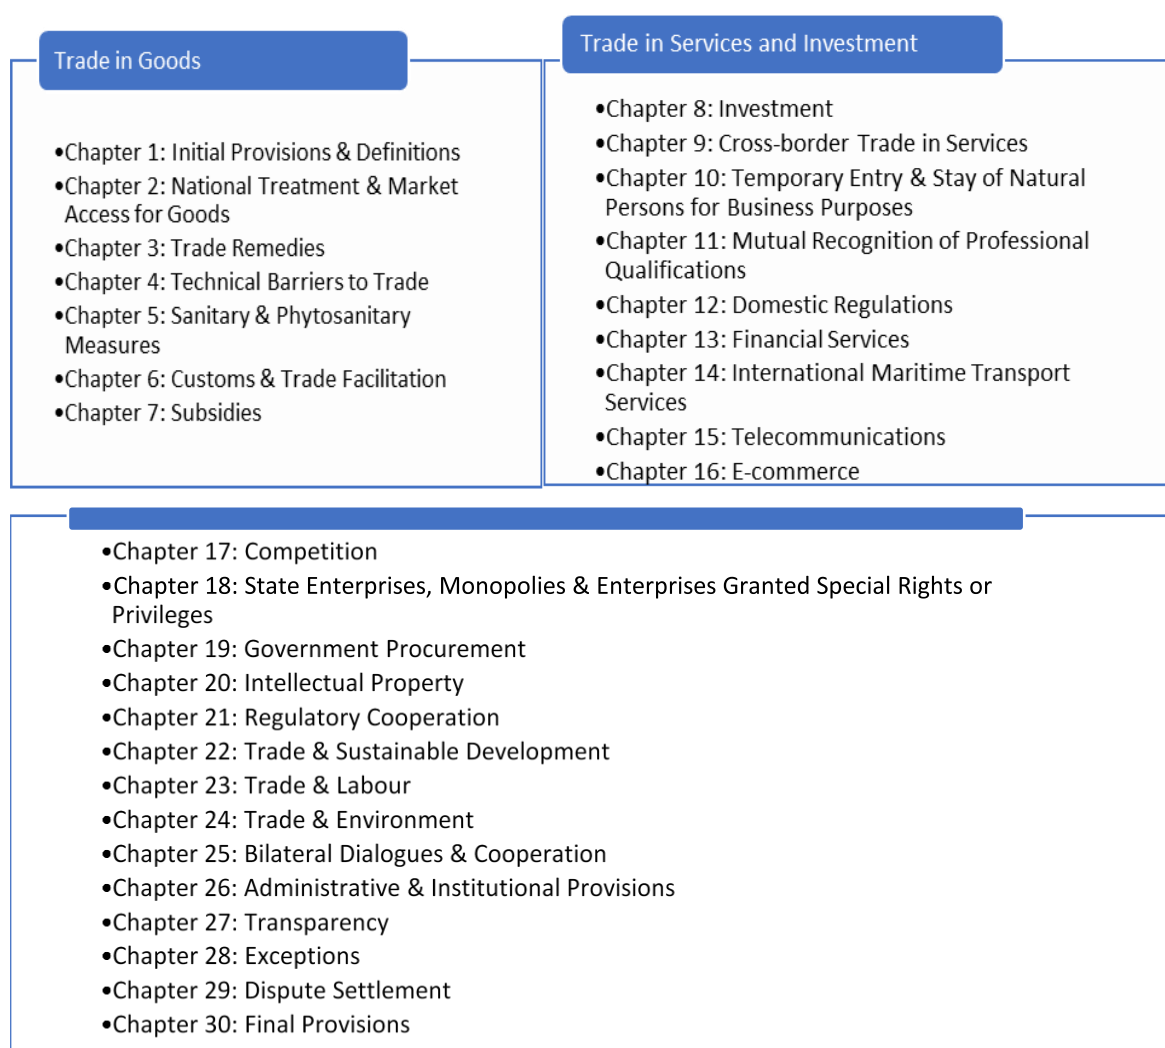 Trade in Goods
•Chapter 1: Initial Provisions & Definitions
•Chapter 2: National Treatment & Market
Access for Goods
•Chapter 3: Trade Remedies
•Chapter 4: Technical Barriers to Trade
•Chapter 5: Sanitary & Phytosanitary
Measures
•Chapter 6: Customs & Trade Facilitation
•Chapter 7: Subsidies
Trade in Services and Investment
•Chapter 8: Investment
•Chapter 9: Cross-border Trade in Services
•Chapter 10: Temporary Entry & Stay of Natural
Persons for Business Purposes
•Chapter 11: Mutual Recognition of Professional
Qualifications
•Chapter 12: Domestic Regulations
•Chapter 13: Financial Services
•Chapter 14: International Maritime Transport
Services
•Chapter 15: Telecommunications
•Chapter 16: E-commerce
•Chapter 17: Competition
•Chapter 18: State Enterprises, Monopolies & Enterprises Granted Special Rights or
Privileges
•Chapter 19: Government Procurement
•Chapter 20: Intellectual Property
•Chapter 21: Regulatory Cooperation
•Chapter 22: Trade & Sustainable Development
•Chapter 23: Trade & Labour
•Chapter 24: Trade & Environment
•Chapter 25: Bilateral Dialogues & Cooperation
•Chapter 26: Administrative & Institutional Provisions
•Chapter 27: Transparency
•Chapter 28: Exceptions
•Chapter 29: Dispute Settlement
•Chapter 30: Final Provisions